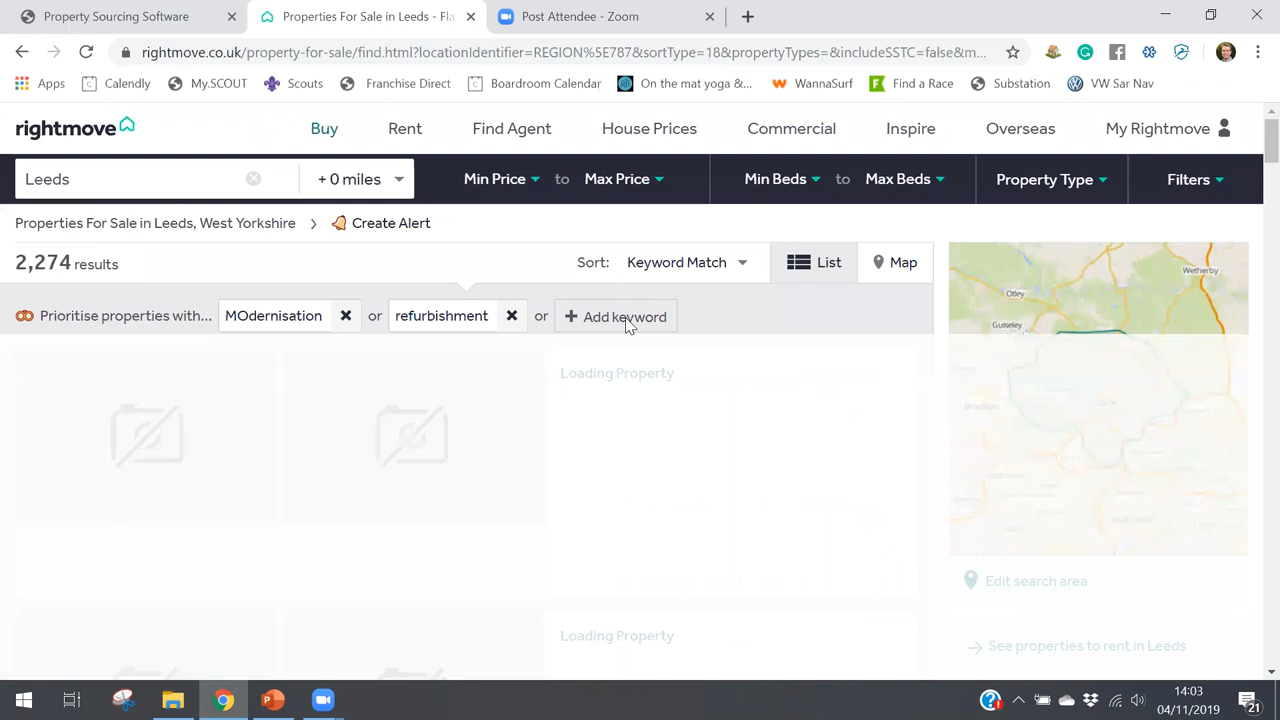 Property Sourcing Software
Properties For Sale in Leeds - Fla
Post Attendee - Zoom
rightmove.co.uk/property-for-sale/find.html?locationIdentifier=REGION%5E787&sortType=18&propertyTypes=&includeSSTC=false&m...
Apps Calendly My.SCOUT Scouts Franchise Direct Boardroom Calendar On the mat yoga &... WannaSurf Find a Race Substation VW Sar Nav
rightmove Buy Rent Find Agent House Prices Commercial Inspire Overseas My Rightmove
Leeds + 0 miles Min Price to Max Price Min Beds to Max Beds Property Type Filters
Properties For Sale in Leeds, West Yorkshire > Create Alert
2,274 results Sort: Keyword Match List Map
Prioritise properties with... MOdernisation or refurbishment or + Add keyword
Wetherby
Otley
Guiseley
Loading Property
Bradford
Edit search area
Loading Property
See properties to rent in Leeds
14:03
04/11/2019
21